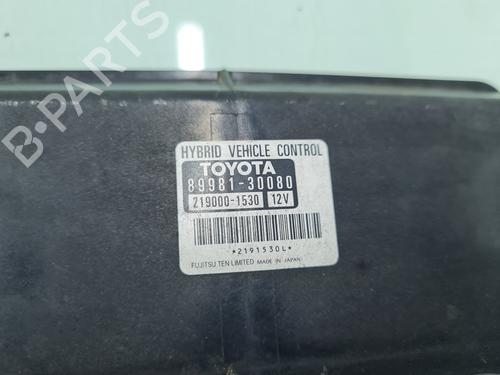 B-PARTS
HYBRID VEHICLE CONTROL
TOYOTA
89981-30080
219000-1530 12V
*2191530L*
FUJITSU TEN LIMITED MADE IN JAPAN